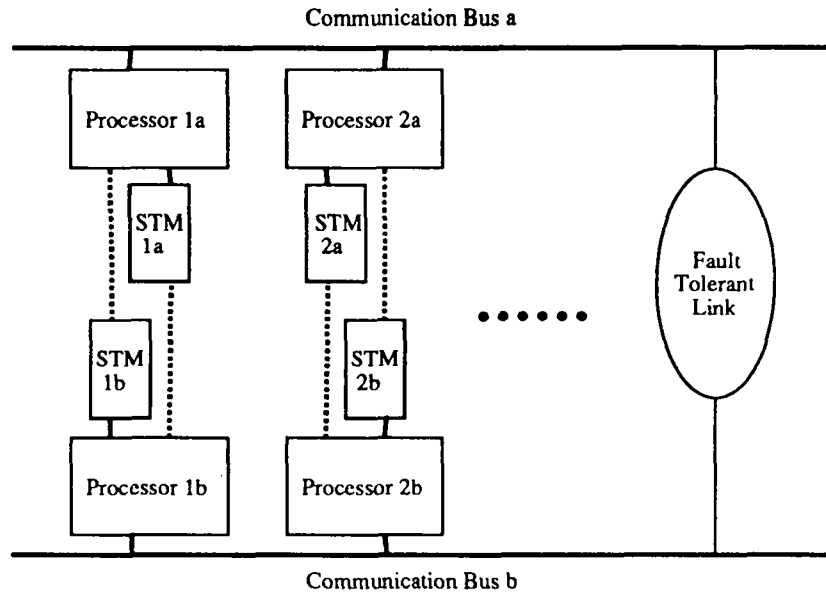 Communication Bus a
Processor 1a
Processor 2a
STM
1a
STM
2a
Fault
Tolerant
Link
STM
1b
STM
2b
Processor 1b
Processor 2b
Communication Bus b